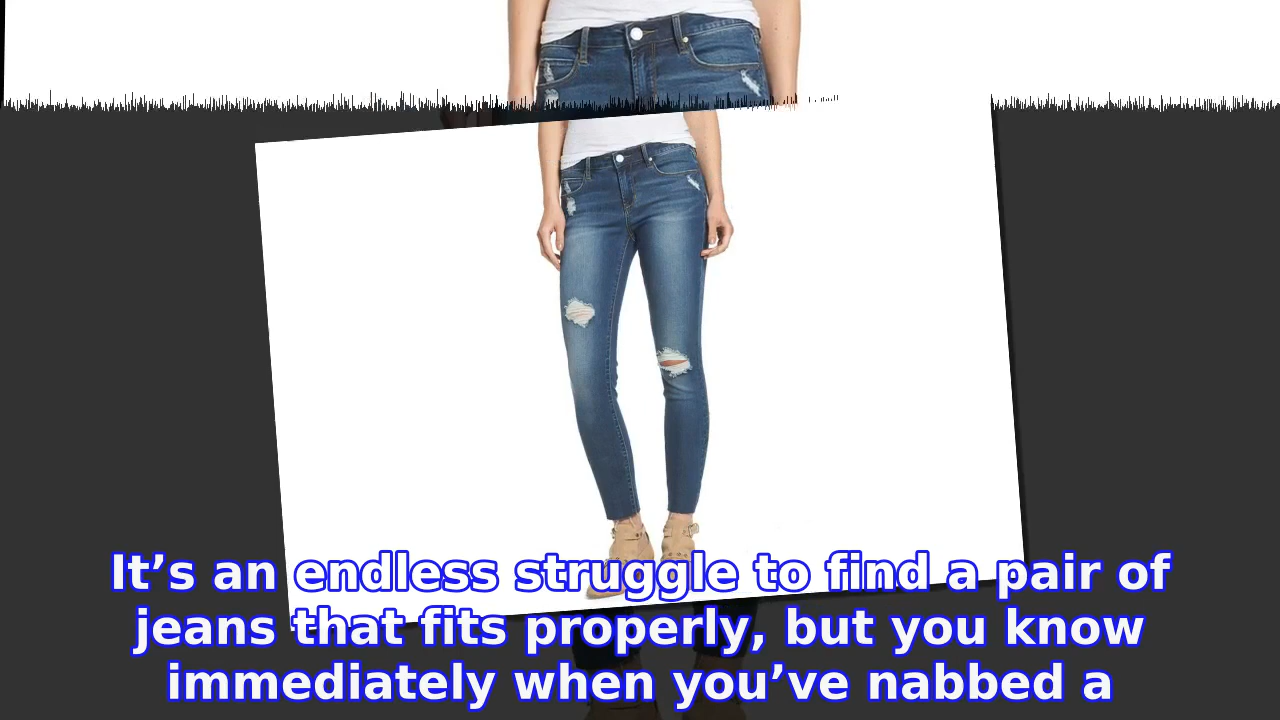 It’s an endless struggle to find a pair of
jeans that fits properly, but you know
immediately when you’ve nabbed a